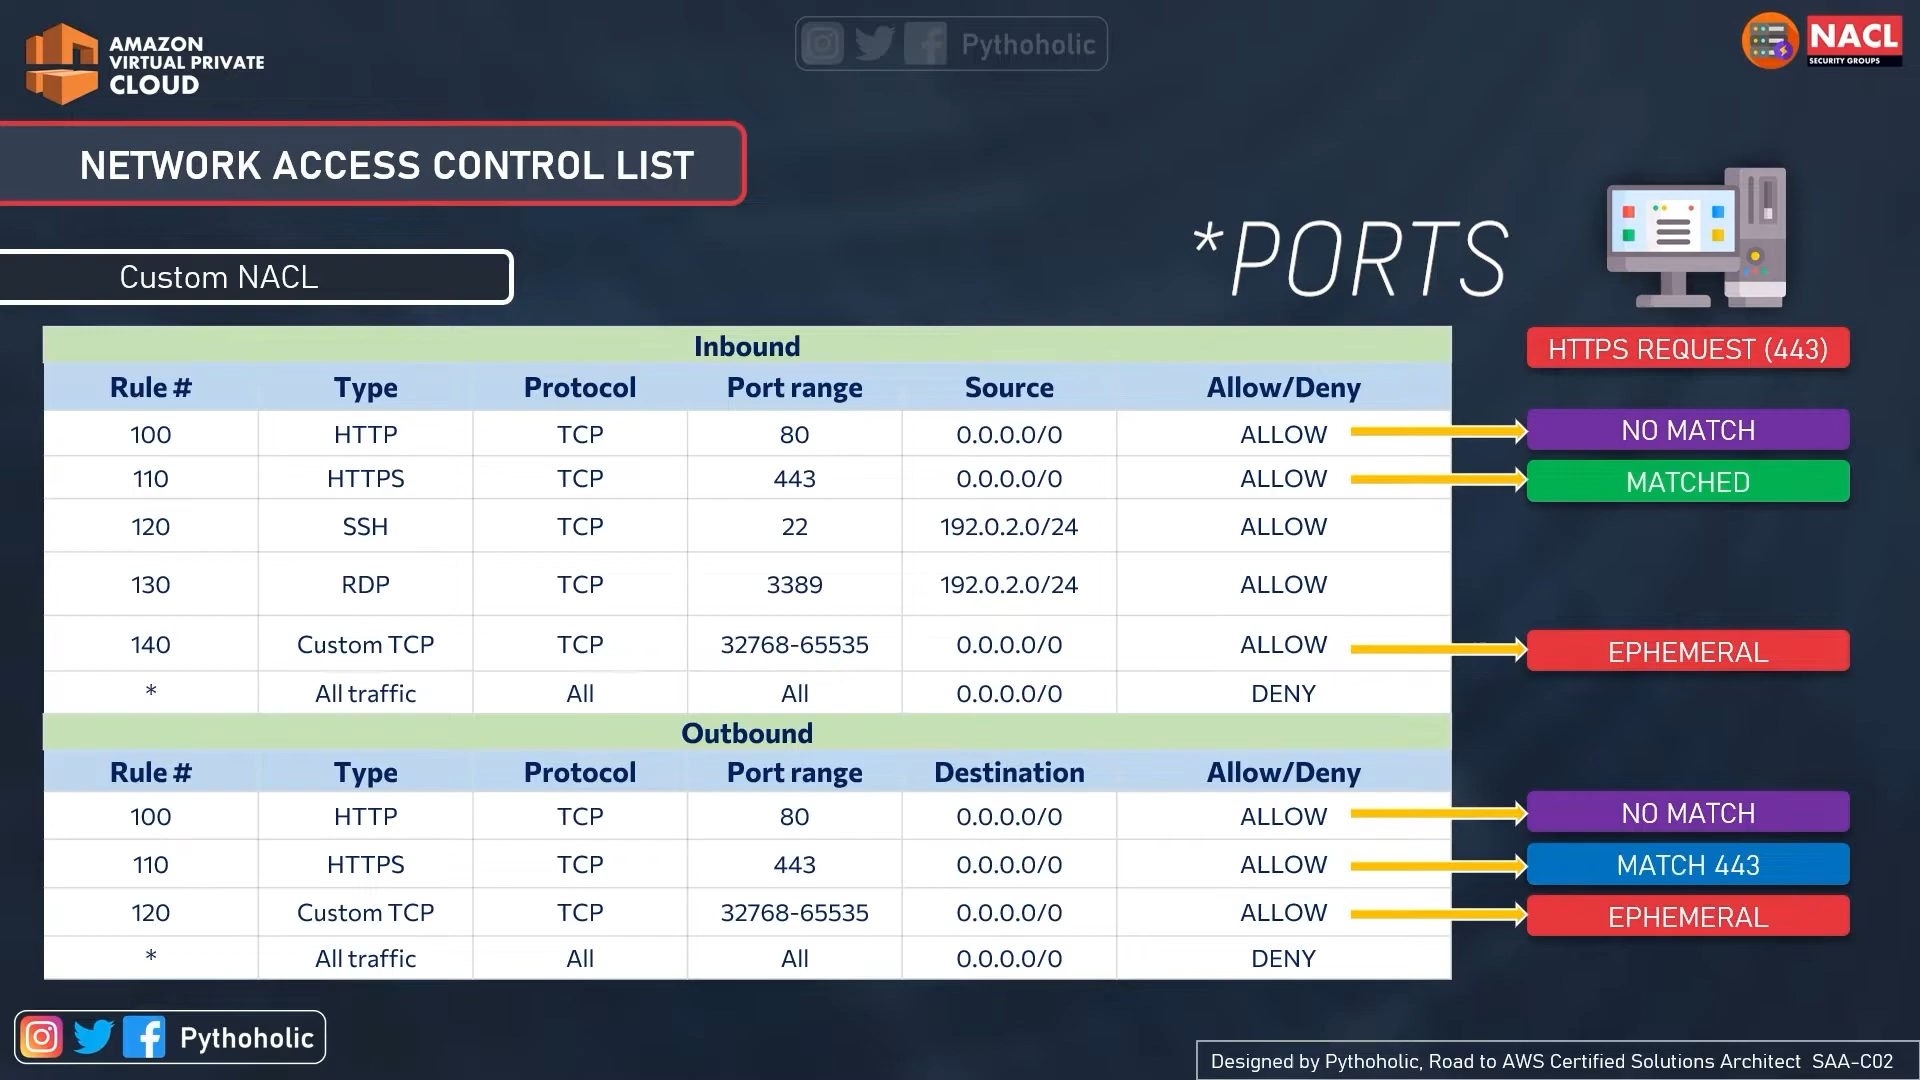 AMAZON
VIRTUAL PRIVATE
CLOUD
Pythoholic
NACL
SECURITY GROUPS
NETWORK ACCESS CONTROL LIST
*PORTS
Custom NACL
Inbound
HTTPS REQUEST (443)
Rule # Type Protocol Port range Source Allow/Deny
100 HTTP TCP 80 0.0.0.0/0 ALLOW NO MATCH
110 HTTPS TCP 443 0.0.0.0/0 ALLOW MATCHED
120 SSH TCP 22 192.0.2.0/24 ALLOW
130 RDP TCP 3389 192.0.2.0/24 ALLOW
140 Custom TCP TCP 32768-65535 0.0.0.0/0 ALLOW EPHEMERAL
* All traffic All All 0.0.0.0/0 DENY
Outbound
Rule # Type Protocol Port range Destination Allow/Deny
100 HTTP TCP 80 0.0.0.0/0 ALLOW NO MATCH
110 HTTPS TCP 443 0.0.0.0/0 ALLOW MATCH 443
120 Custom TCP TCP 32768-65535 0.0.0.0/0 ALLOW EPHEMERAL
* All traffic All All 0.0.0.0/0 DENY
Pythoholic
Designed by Pythoholic, Road to AWS Certified Solutions Architect SAA-C02